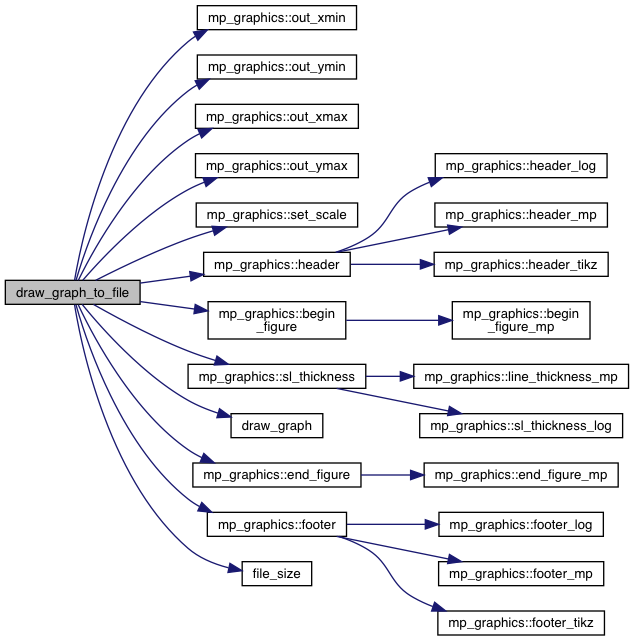 draw_graph_to_file
mp_graphics::out_xmin
mp_graphics::out_ymin
mp_graphics::out_xmax
mp_graphics::out_ymax
mp_graphics::set_scale
mp_graphics::header
mp_graphics::header_log
mp_graphics::header_mp
mp_graphics::header_tikz
mp_graphics::begin
_figure
mp_graphics::begin
_figure_mp
mp_graphics::sl_thickness
mp_graphics::line_thickness_mp
mp_graphics::sl_thickness_log
draw_graph
mp_graphics::end_figure
mp_graphics::end_figure_mp
mp_graphics::footer
mp_graphics::footer_log
mp_graphics::footer_mp
mp_graphics::footer_tikz
file_size